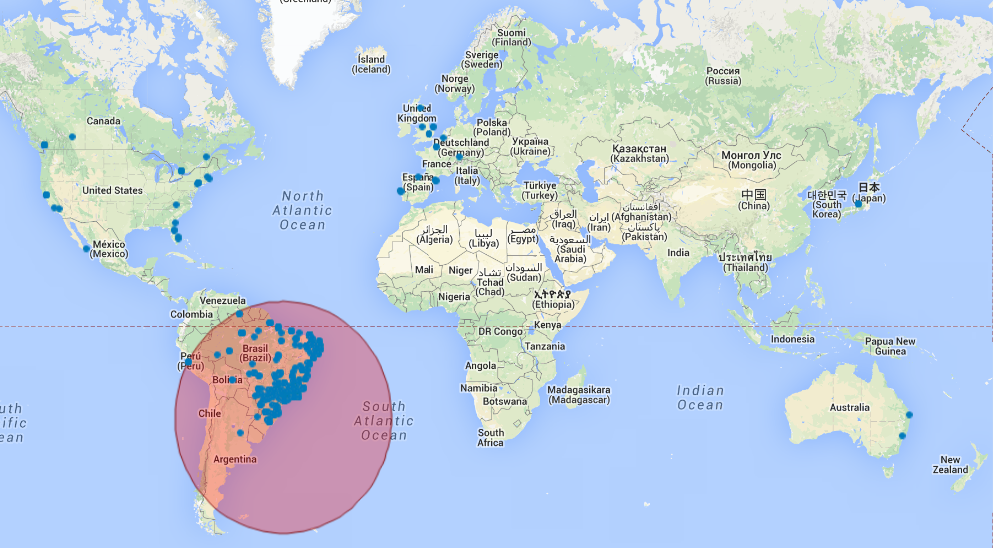 (Greenland)
Ísland
(Iceland)
Suomi
(Finland)
Sverige
(Sweden)
Norge
(Norway)
Россия
(Russia)
Canada
United
Kingdom
Polska
(Poland)
Deutschland
(Germany)
Україна
(Ukraine)
Қазақстан
(Kazakhstan)
Монгол Улс
(Mongolia)
France
Italia
(Italy)
España
(Spain)
Türkiye
(Turkey)
United States
North
Atlantic
Ocean
中国
(China)
대한민국
(South
Korea)
日本
(Japan)
افغانستان
(Afghanistan)
پاکستان
(Pakistan)
ایران
(Iran)
العراق
(Iraq)
السعودية
(Saudi
Arabia)
الجزائر
(Algeria)
ليبيا
(Libya)
مصر
(Egypt)
México
(Mexico)
India
ประเทศไทย
(Thailand)
Mali
Niger
تشاد
Tchad
(Chad)
السودان
(Sudan)
Nigeria
ኢትዮጵያ
(Ethiopia)
Venezuela
Colombia
DR Congo
Kenya
Tanzania
Indonesia
Papua New
Guinea
Perú
(Peru)
Brasil
(Brazil)
Bolivia
Angola
Namibia
Botswana
Madagasikara
(Madagascar)
Indian
Ocean
Australia
Chile
South
Atlantic
Ocean
South
Africa
Argentina
New
Zealand
uth
ific
ean